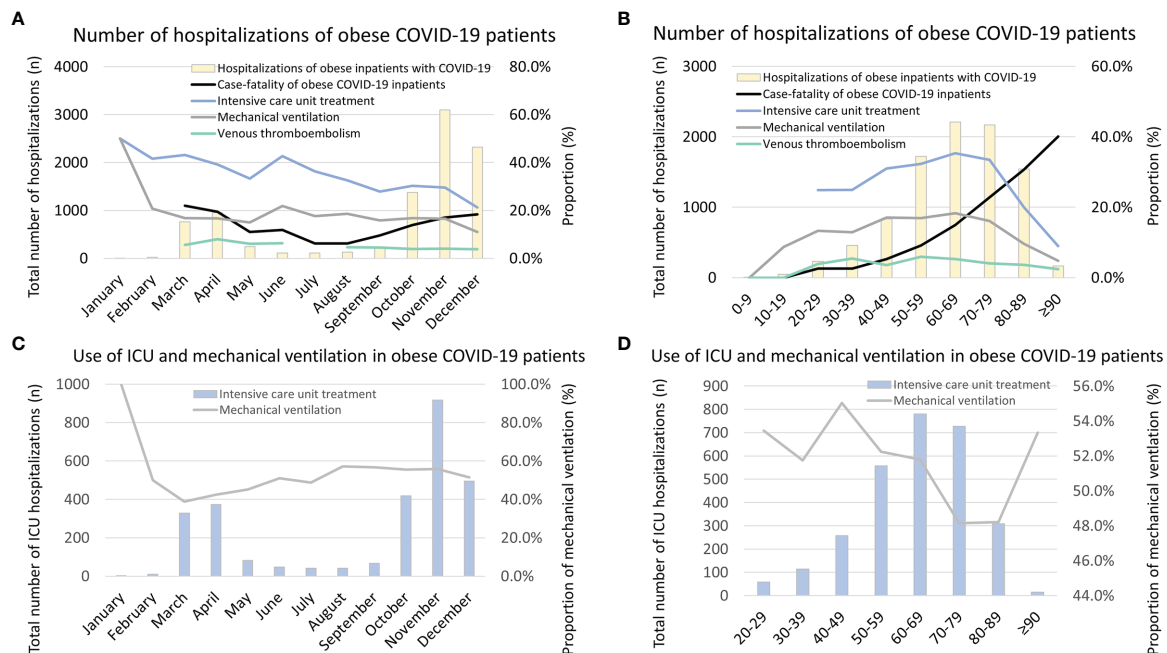 A
Number of hospitalizations of obese COVID-19 patients
Total number of hospitalizations (n)
4000
3000
2000
1000
0
80.0%
60.0%
40.0%
20.0%
0.0%
Proportion (%)
Hospitalizations of obese inpatients with COVID-19
Case-fatality of obese COVID-19 inpatients
Intensive care unit treatment
Mechanical ventilation
Venous thromboembolism
January
February
March
April
May
June
July
August
September
October
November
December
B
Number of hospitalizations of obese COVID-19 patients
Total number of hospitalizations (n)
3000
2000
1000
0
60.0%
40.0%
20.0%
0.0%
Proportion (%)
Hospitalizations of obese inpatients with COVID-19
Case-fatality of obese COVID-19 inpatients
Intensive care unit treatment
Mechanical ventilation
Venous thromboembolism
0-9
10-19
20-29
30-39
40-49
50-59
60-69
70-79
80-89
≥90
C
Use of ICU and mechanical ventilation in obese COVID-19 patients
Total number of ICU hospitalizations (n)
1000
800
600
400
200
0
100.0%
80.0%
60.0%
40.0%
20.0%
0.0%
Proportion of mechanical ventilation (%)
Intensive care unit treatment
Mechanical ventilation
January
February
March
April
May
June
July
August
September
October
November
December
D
Use of ICU and mechanical ventilation in obese COVID-19 patients
Total number of ICU hospitalizations (n)
900
800
700
600
500
400
300
200
100
0
56.0%
54.0%
52.0%
50.0%
48.0%
46.0%
44.0%
Proportion of mechanical ventilation (%)
Intensive care unit treatment
Mechanical ventilation
20-29
30-39
40-49
50-59
60-69
70-79
80-89
≥90